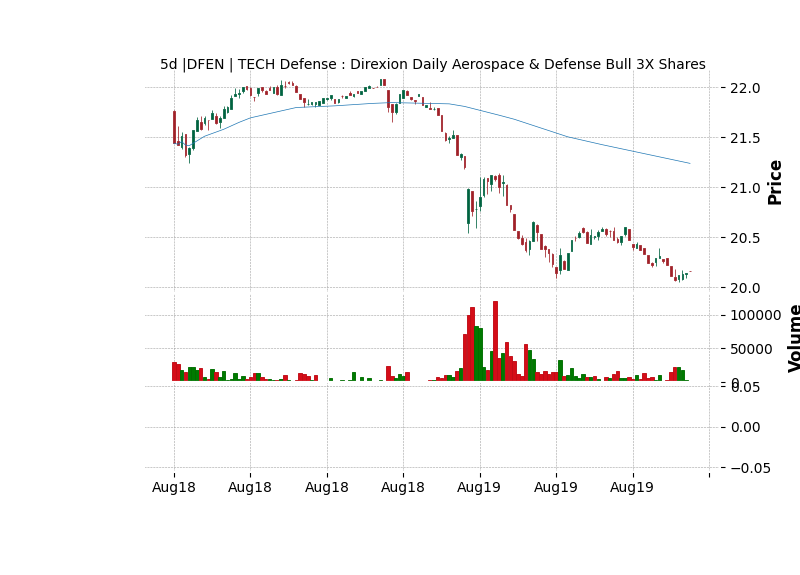 5d |DFEN | TECH Defense : Direxion Daily Aerospace & Defense Bull 3X Shares
22.0
21.5
21.0
20.5
20.0
Price
100000
50000
0
Volume
0.05
0.00
−0.05
Aug18 Aug18 Aug18 Aug18 Aug19 Aug19 Aug19